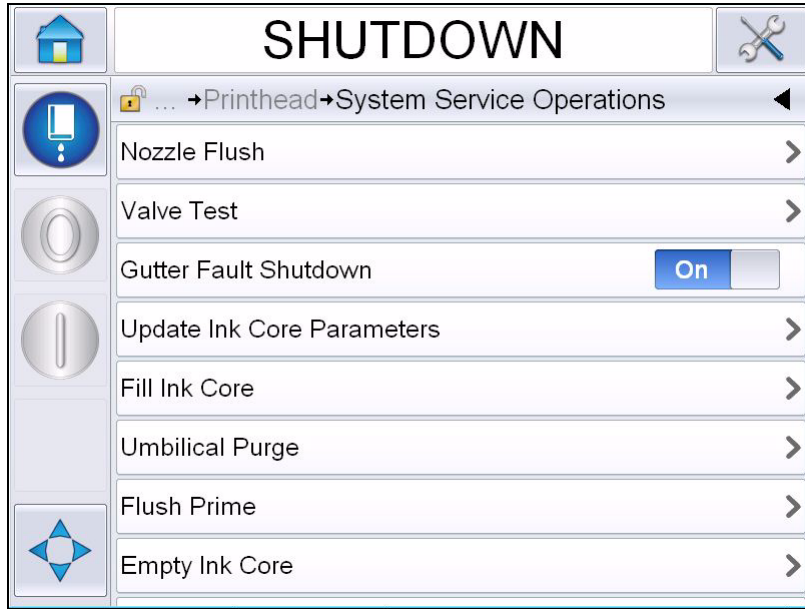 SHUTDOWN
... →Printhead→System Service Operations
Nozzle Flush
Valve Test
Gutter Fault Shutdown On
Update Ink Core Parameters
Fill Ink Core
Umbilical Purge
Flush Prime
Empty Ink Core